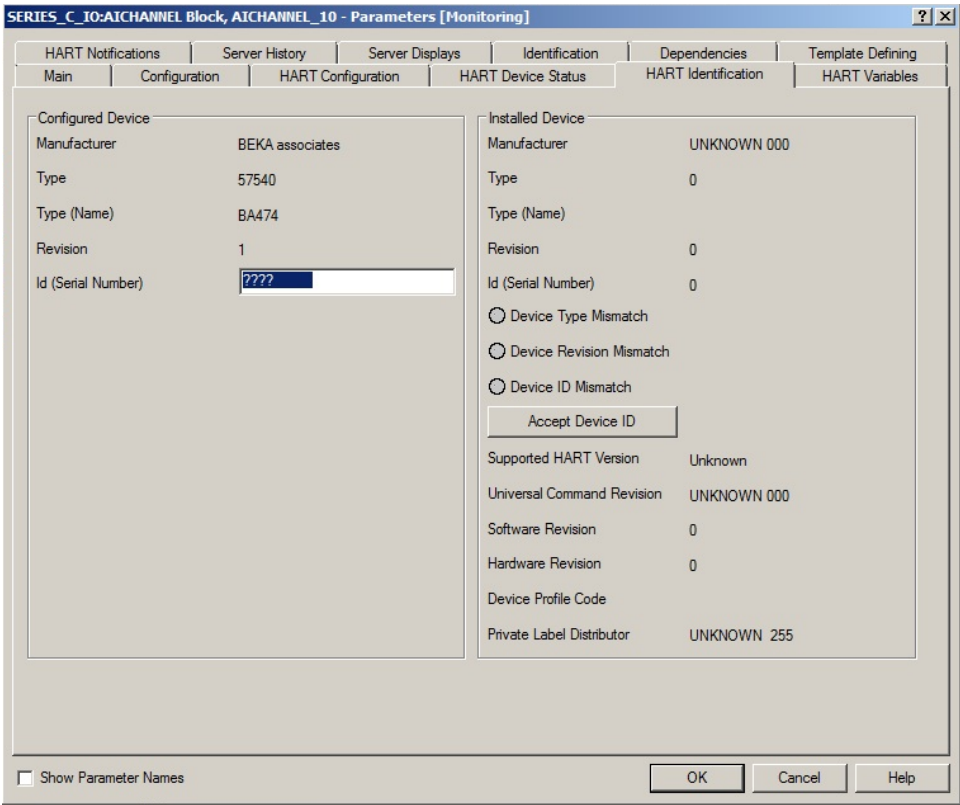 SERIES_C_IO:AICHANNEL Block, AICHANNEL_10 - Parameters [Monitoring]
HART Notifications Server History Server Displays Identification Dependencies Template Defining
Main Configuration HART Configuration HART Device Status HART Identification HART Variables
Configured Device
Manufacturer BEKA associates
Type 57540
Type (Name) BA474
Revision 1
Id (Serial Number) ????
Installed Device
Manufacturer UNKNOWN 000
Type 0
Type (Name)
Revision 0
Id (Serial Number) 0
Device Type Mismatch
Device Revision Mismatch
Device ID Mismatch
Accept Device ID
Supported HART Version Unknown
Universal Command Revision UNKNOWN 000
Software Revision 0
Hardware Revision 0
Device Profile Code
Private Label Distributor UNKNOWN 255
Show Parameter Names
OK Cancel Help